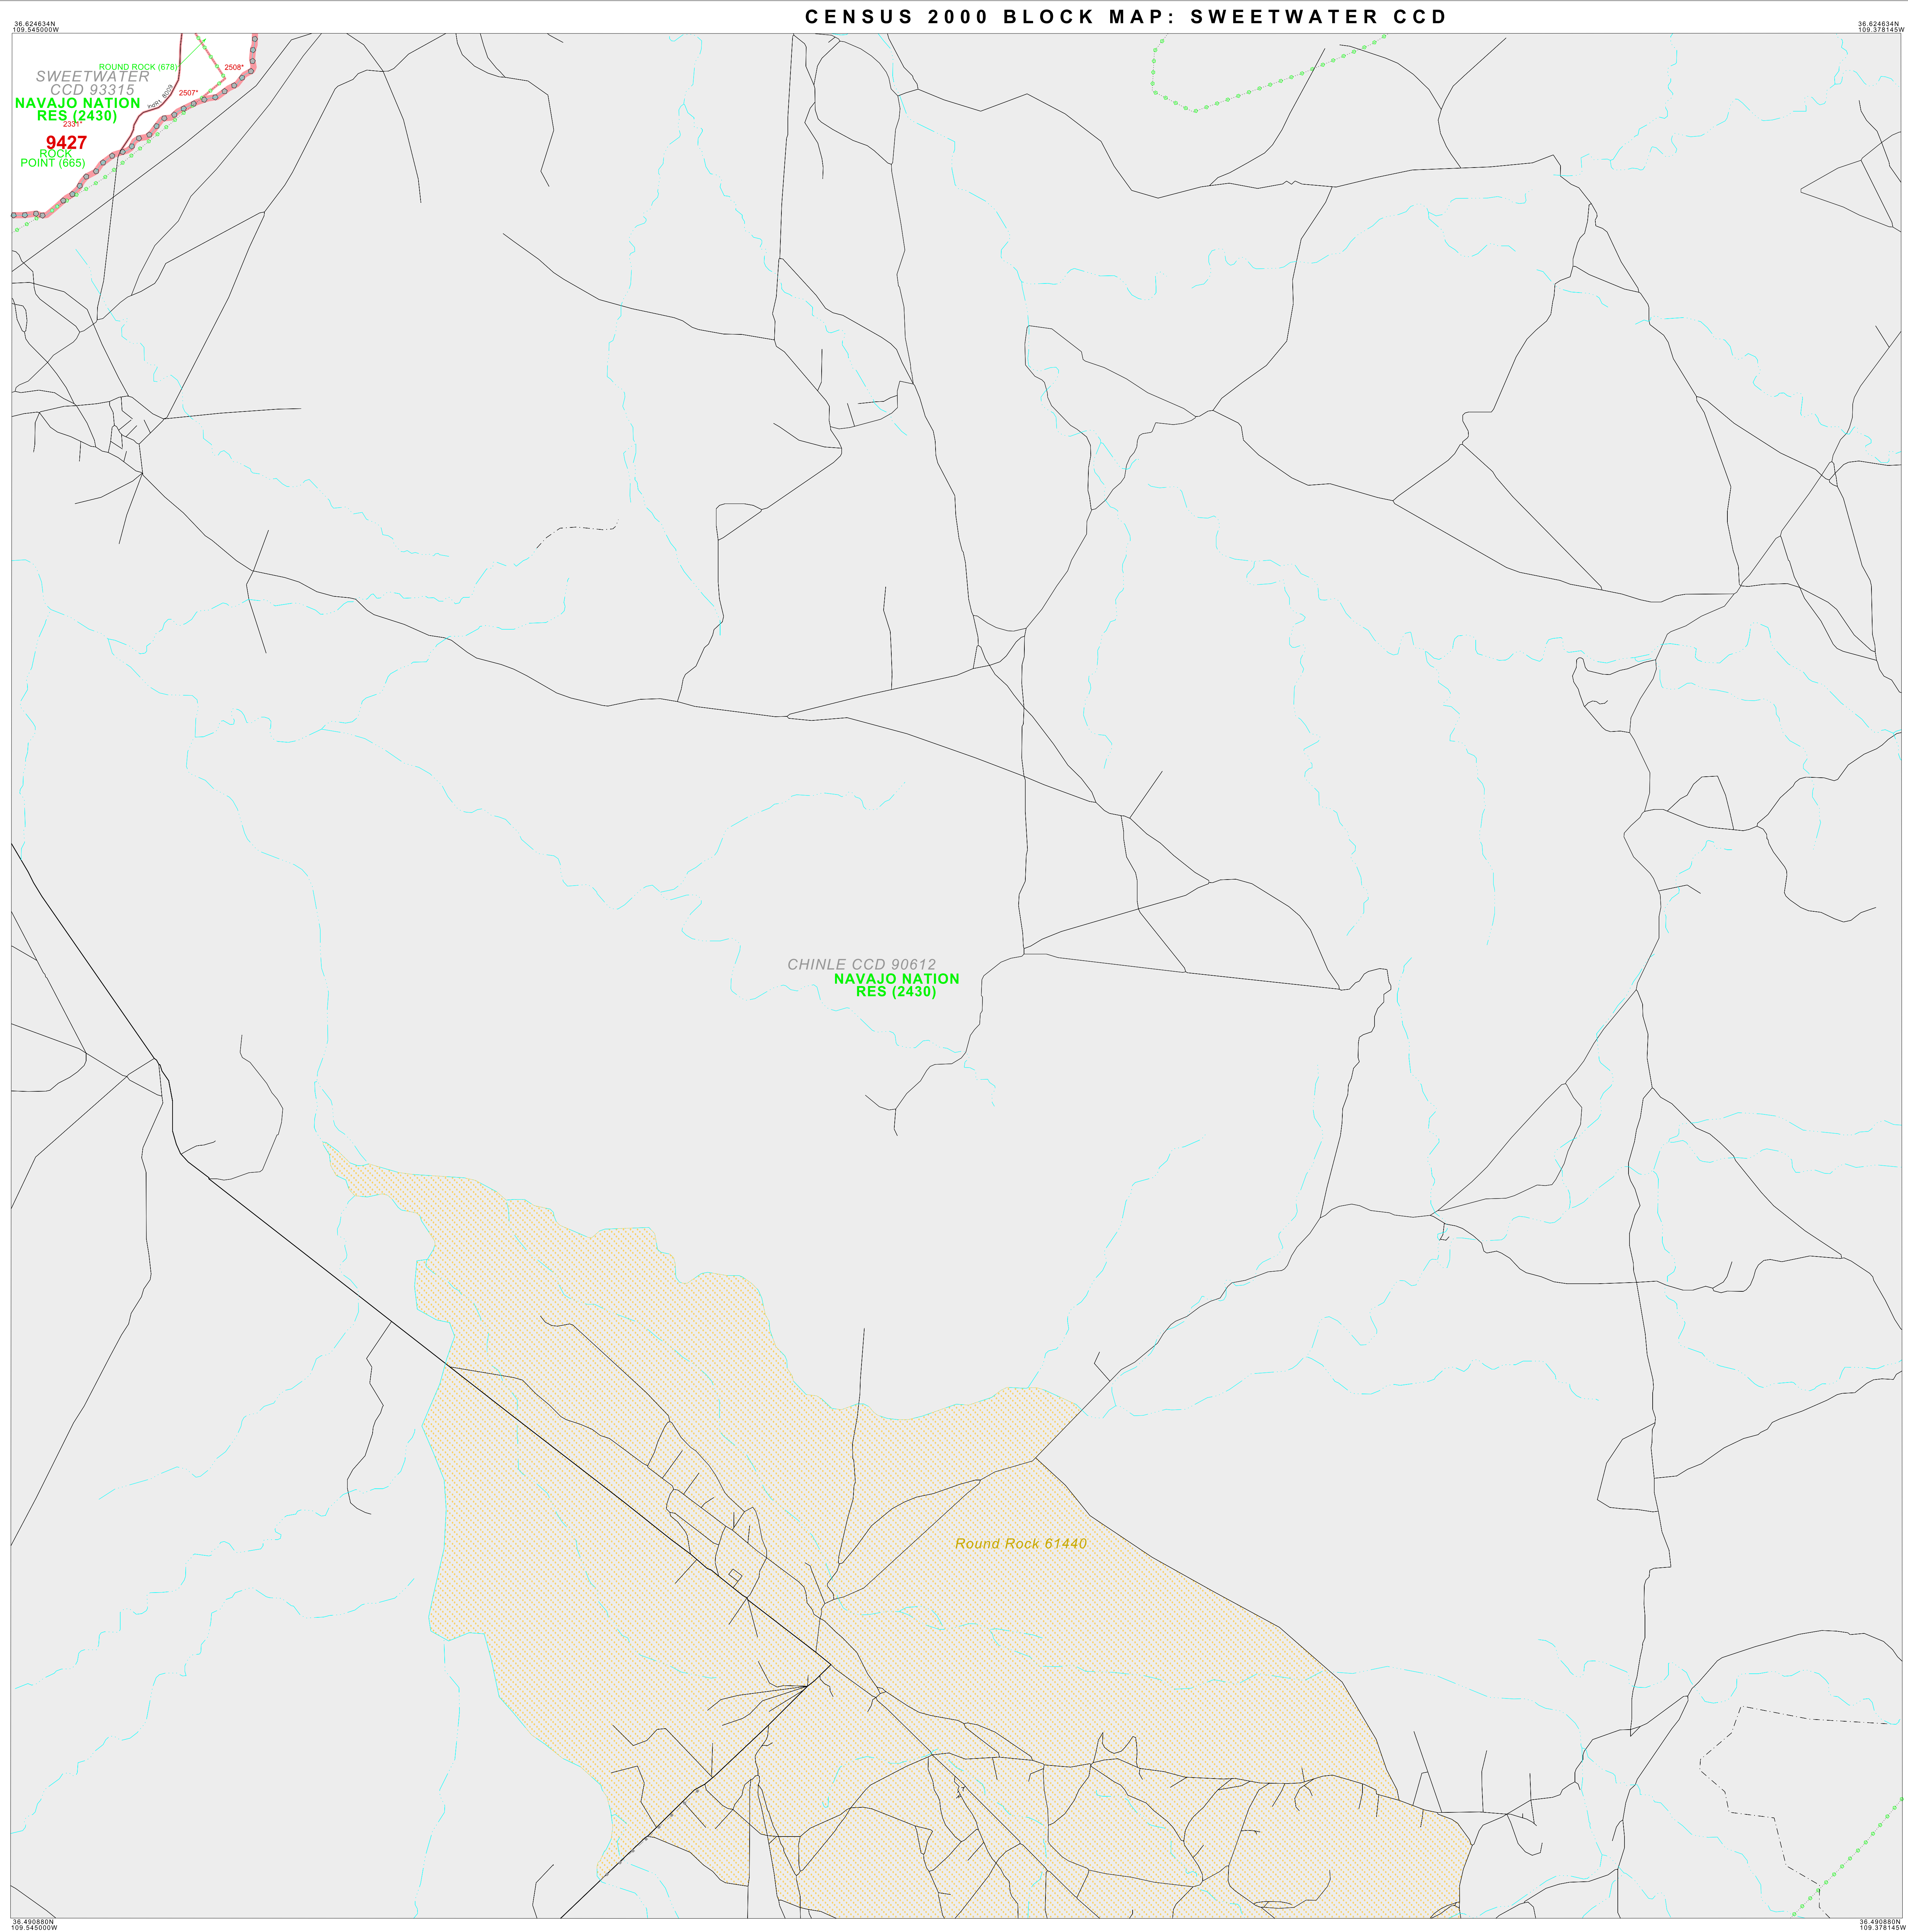 CENSUS 2000 BLOCK MAP: SWEETWATER CCD
36.624634N
109.545000W
36.624634N
109.378145W
ROUND ROCK (678)
2508*
SWEETWATER
CCD 93315
2507*
Hwy 8009
NAVAJO NATION
RES (2430)
2331*
9427
ROCK
POINT (665)
CHINLE CCD 90612
NAVAJO NATION
RES (2430)
Round Rock 61440
36.490880N
109.545000W
36.490880N
109.378145W